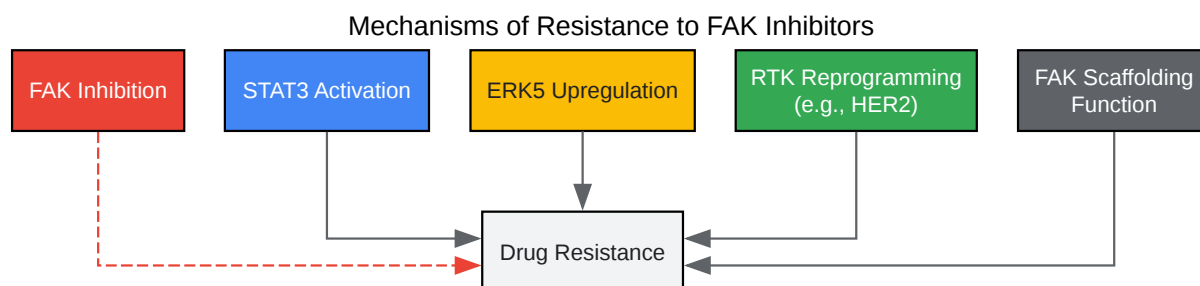 Mechanisms of Resistance to FAK Inhibitors
FAK Inhibition
STAT3 Activation
ERK5 Upregulation
RTK Reprogramming
(e.g., HER2)
FAK Scaffolding
Function
Drug Resistance